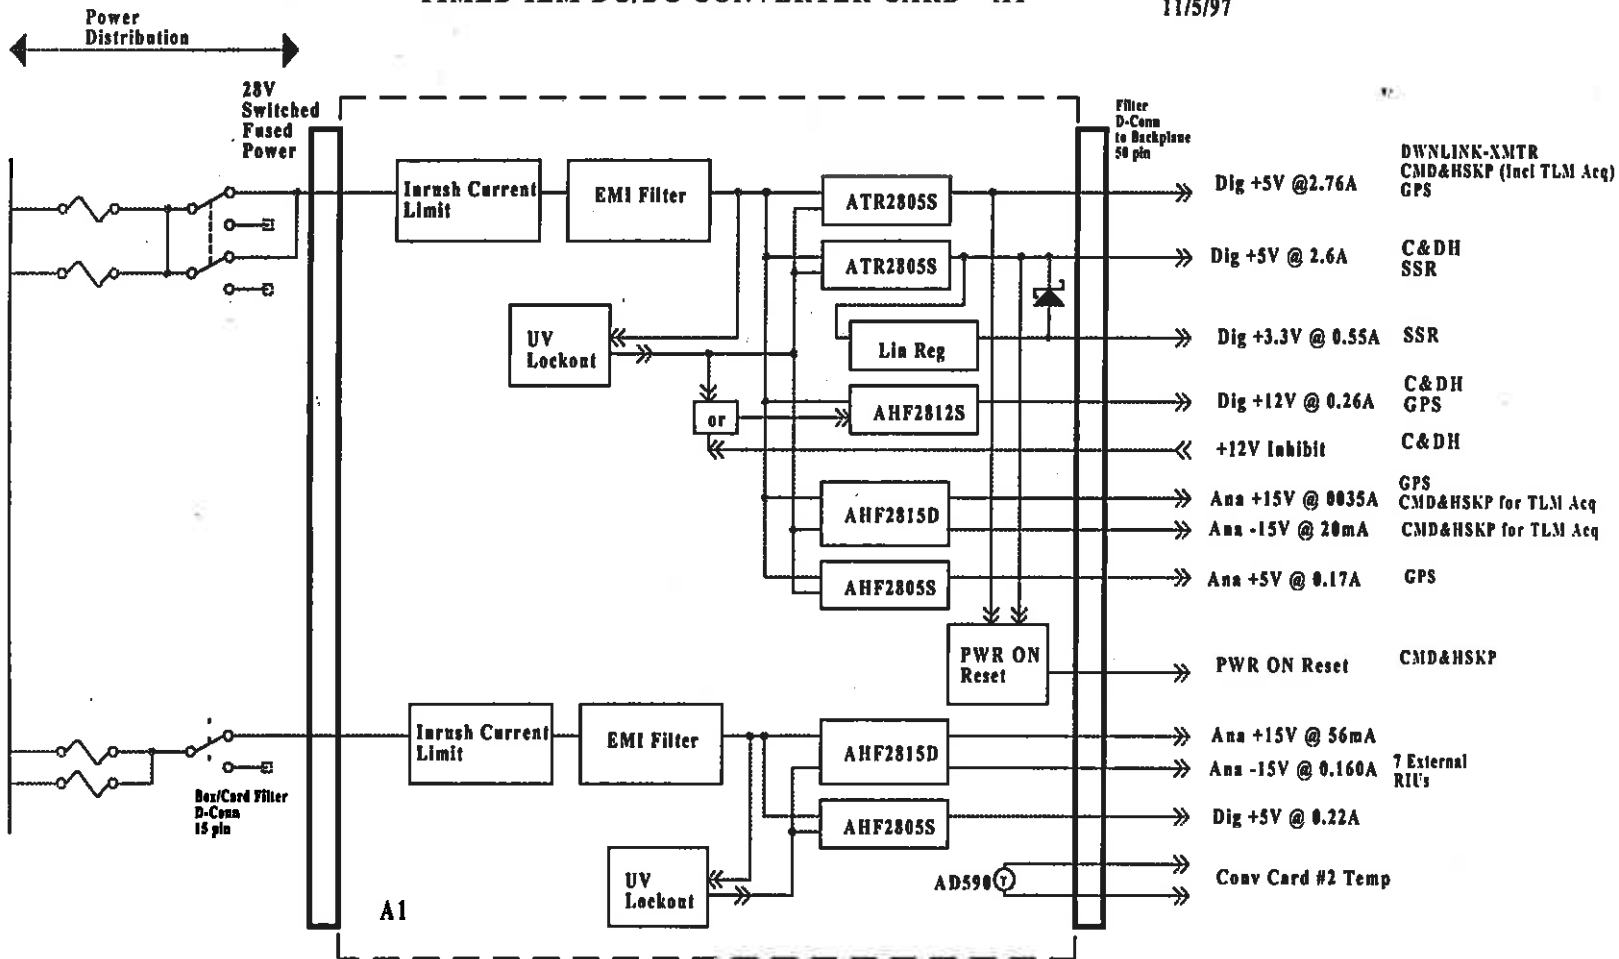 11/5/97
Power
Distribution
28V
Switched
Fused
Power
Filter
D-Conn
to Backplane
50 pin
Inrush Current
Limit
EMI Filter
ATR2805S
Dig +5V @2.76A
DWNLINK-XMTR
CMD&HSKP (Incl TLM Acq)
GPS
ATR2805S
Dig +5V @ 2.6A
C&DH
SSR
UV
Lockout
Lin Reg
Dig +3.3V @ 0.55A
SSR
or
AHF2812S
Dig +12V @ 0.26A
C&DH
GPS
+12V Inhibit
C&DH
AHF2815D
Ana +15V @ 0035A
GPS
CMD&HSKP for TLM Acq
Ana -15V @ 20mA
CMD&HSKP for TLM Acq
AHF2805S
Ana +5V @ 0.17A
GPS
PWR ON
Reset
PWR ON Reset
CMD&HSKP
Inrush Current
Limit
EMI Filter
AHF2815D
Ana +15V @ 56mA
Ana -15V @ 0.160A
7 External
RIU's
Box/Card Filter
D-Conn
15 pin
AHF2805S
Dig +5V @ 0.22A
UV
Lockout
AD590
T
Conv Card #2 Temp
A1